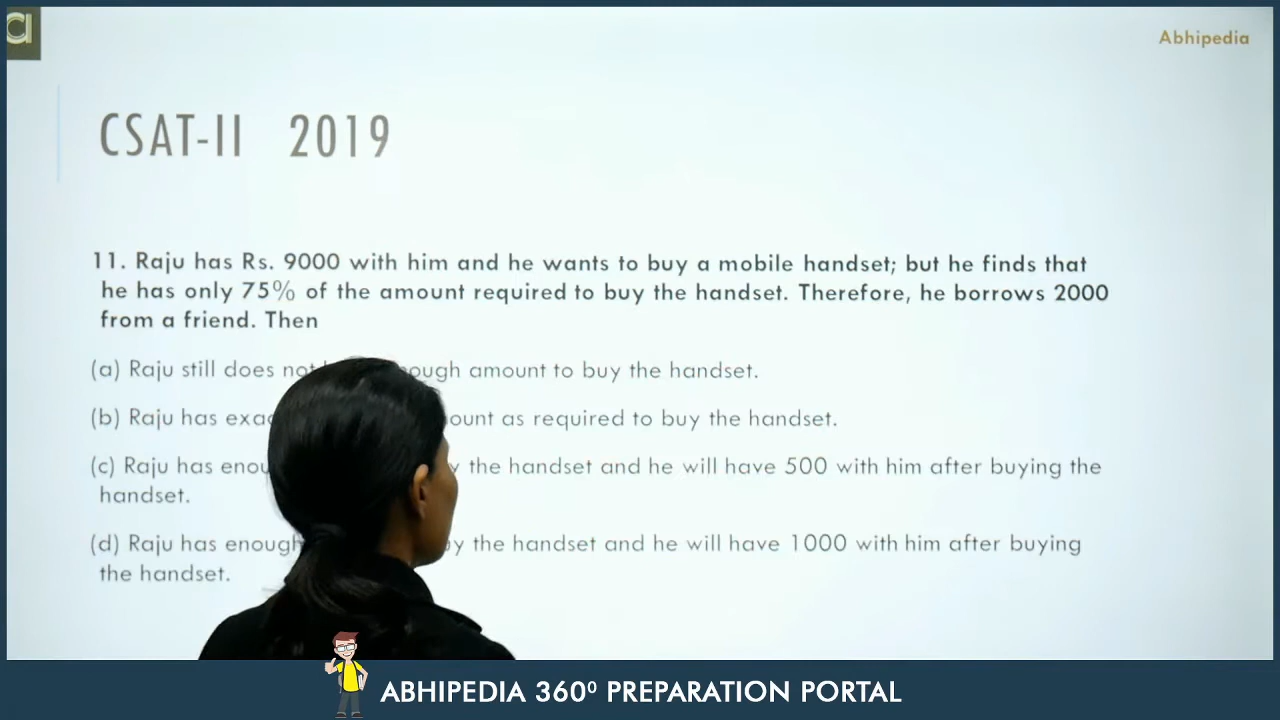 a
Abhipedia
CSAT-II 2019
11. Raju has Rs. 9000 with him and he wants to buy a mobile handset; but he finds that
he has only 75% of the amount required to buy the handset. Therefore, he borrows 2000
from a friend. Then
(a) Raju still does not amount to buy the handset.
(b) Raju has as required to buy the handset.
(c) Raju has the handset and he will have 500 with him after buying the
handset.
(d) Raju has enough the handset and he will have 1000 with him after buying
the handset.
ABHIPEDIA 360⁰ PREPARATION PORTAL